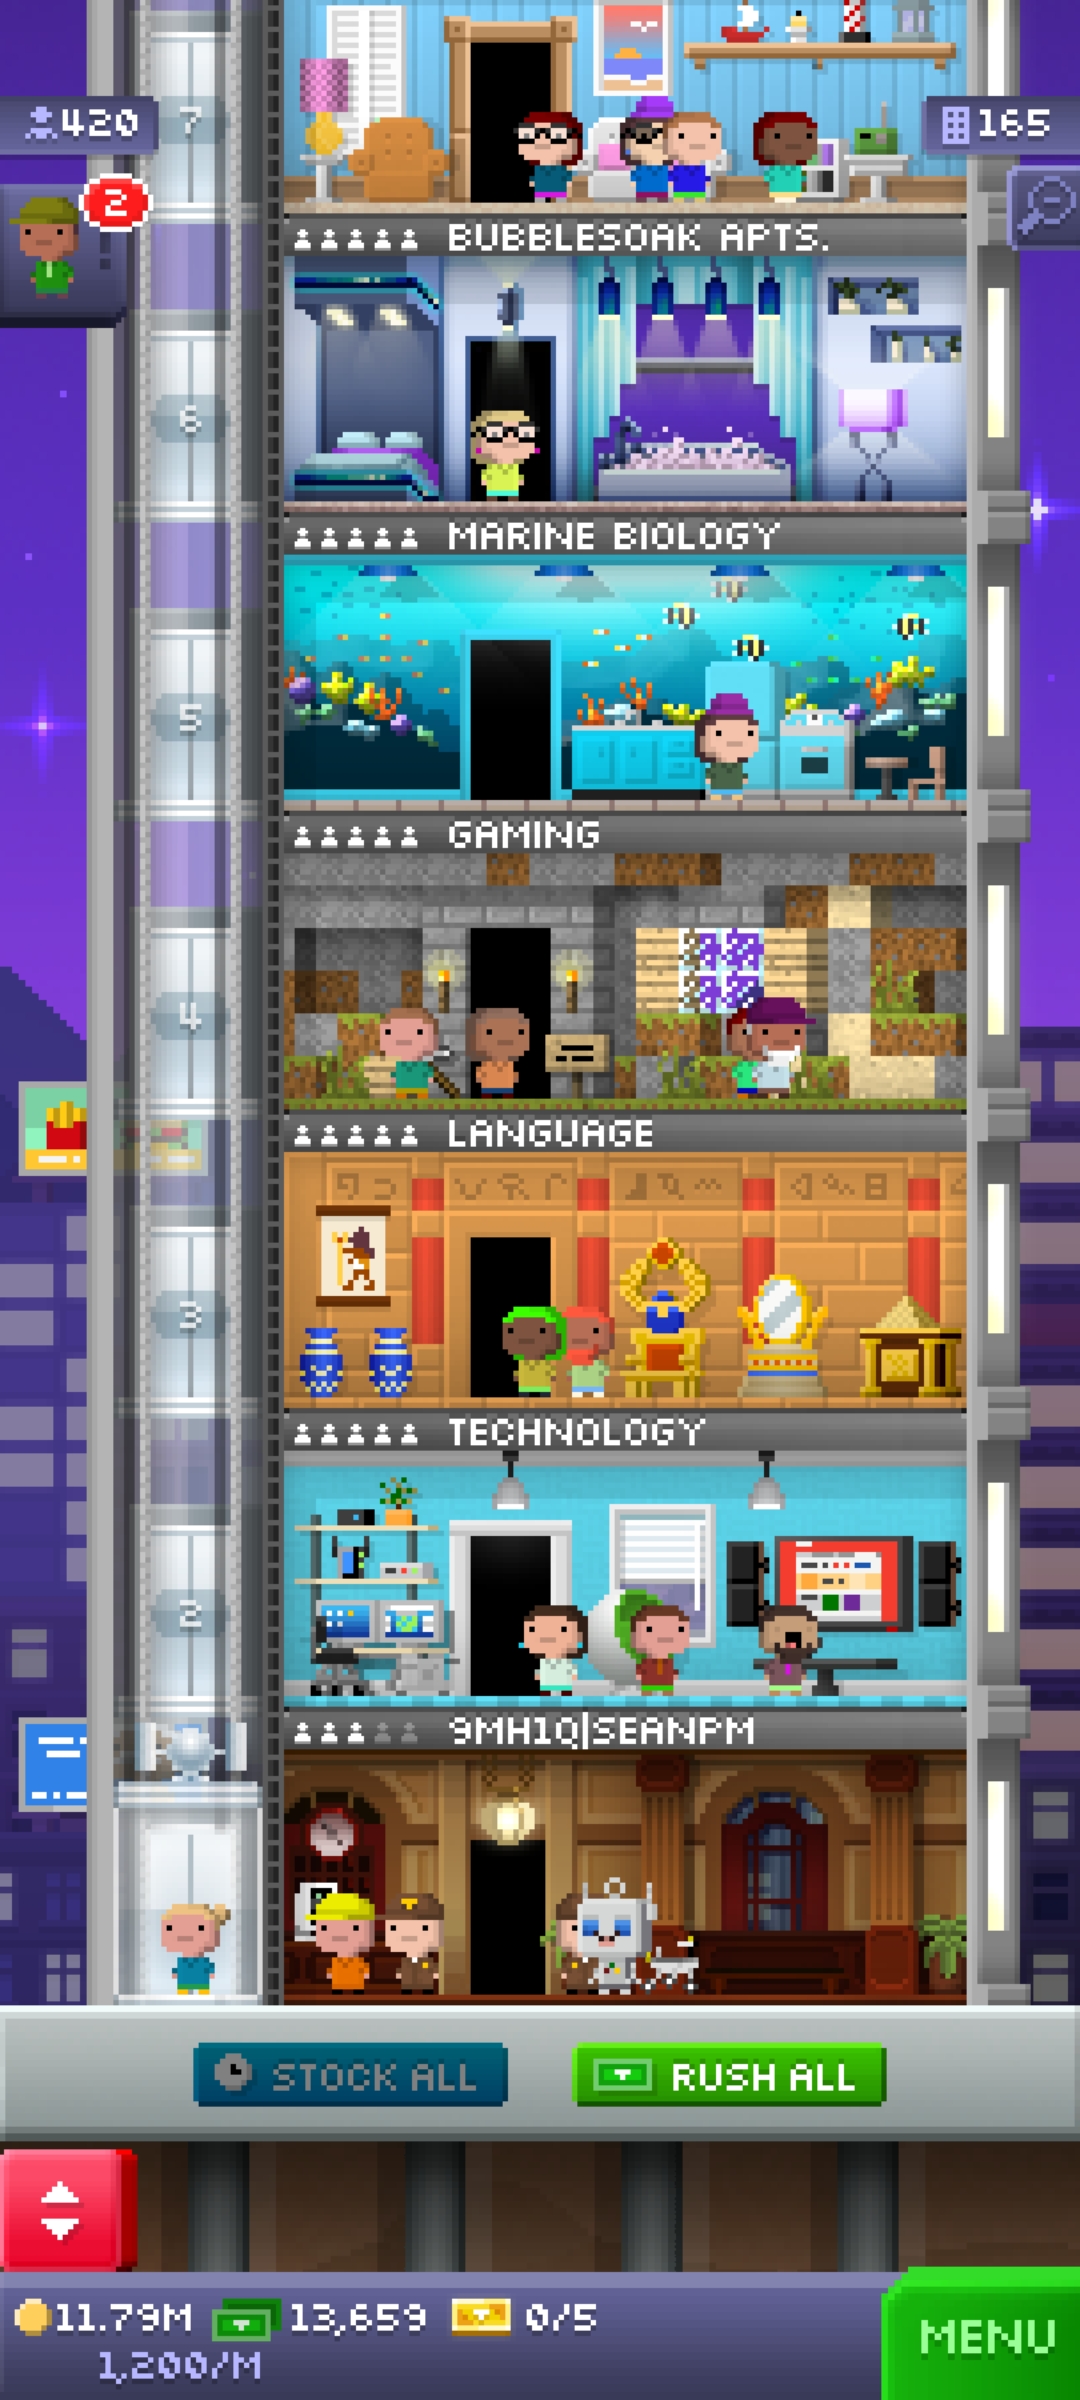 7
420
165
2
BUBBLESOAK APTS.
6
MARINE BIOLOGY
5
GAMING
4
LANGUAGE
3
TECHNOLOGY
2
9MH1Q|SEANPM
STOCK ALL
RUSH ALL
11.79M 13,659 0/5
1,200/M
MENU